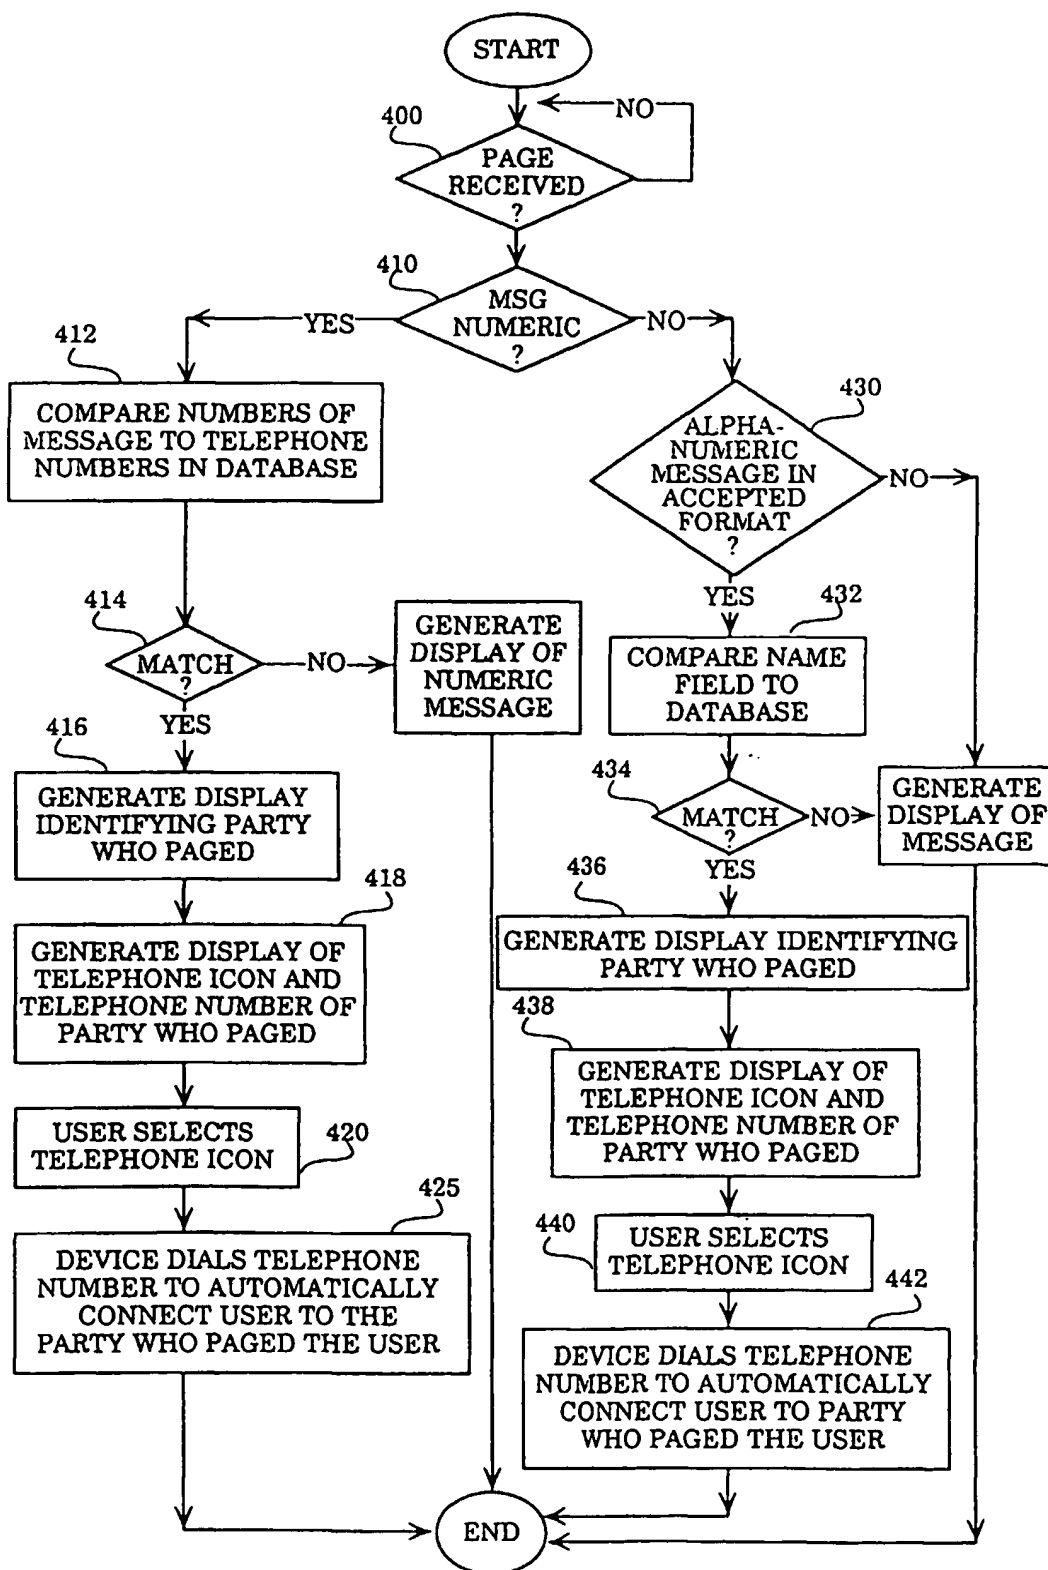 START
NO
400
PAGE
RECEIVED
?
410
MSG
NUMERIC
?
YES
NO
412
COMPARE NUMBERS OF
MESSAGE TO TELEPHONE
NUMBERS IN DATABASE
430
ALPHA-
NUMERIC
MESSAGE IN
ACCEPTED
FORMAT
?
NO
YES
414
MATCH
?
NO
GENERATE
DISPLAY OF
NUMERIC
MESSAGE
YES
432
COMPARE NAME
FIELD TO
DATABASE
416
GENERATE DISPLAY
IDENTIFYING PARTY
WHO PAGED
434
MATCH
?
NO
GENERATE
DISPLAY OF
MESSAGE
YES
418
GENERATE DISPLAY OF
TELEPHONE ICON AND
TELEPHONE NUMBER OF
PARTY WHO PAGED
436
GENERATE DISPLAY IDENTIFYING
PARTY WHO PAGED
438
GENERATE DISPLAY OF
TELEPHONE ICON AND
TELEPHONE NUMBER OF
PARTY WHO PAGED
USER SELECTS
TELEPHONE ICON
420
425
DEVICE DIALS TELEPHONE
NUMBER TO AUTOMATICALLY
CONNECT USER TO THE
PARTY WHO PAGED THE USER
440
USER SELECTS
TELEPHONE ICON
442
DEVICE DIALS TELEPHONE
NUMBER TO AUTOMATICALLY
CONNECT USER TO PARTY
WHO PAGED THE USER
END